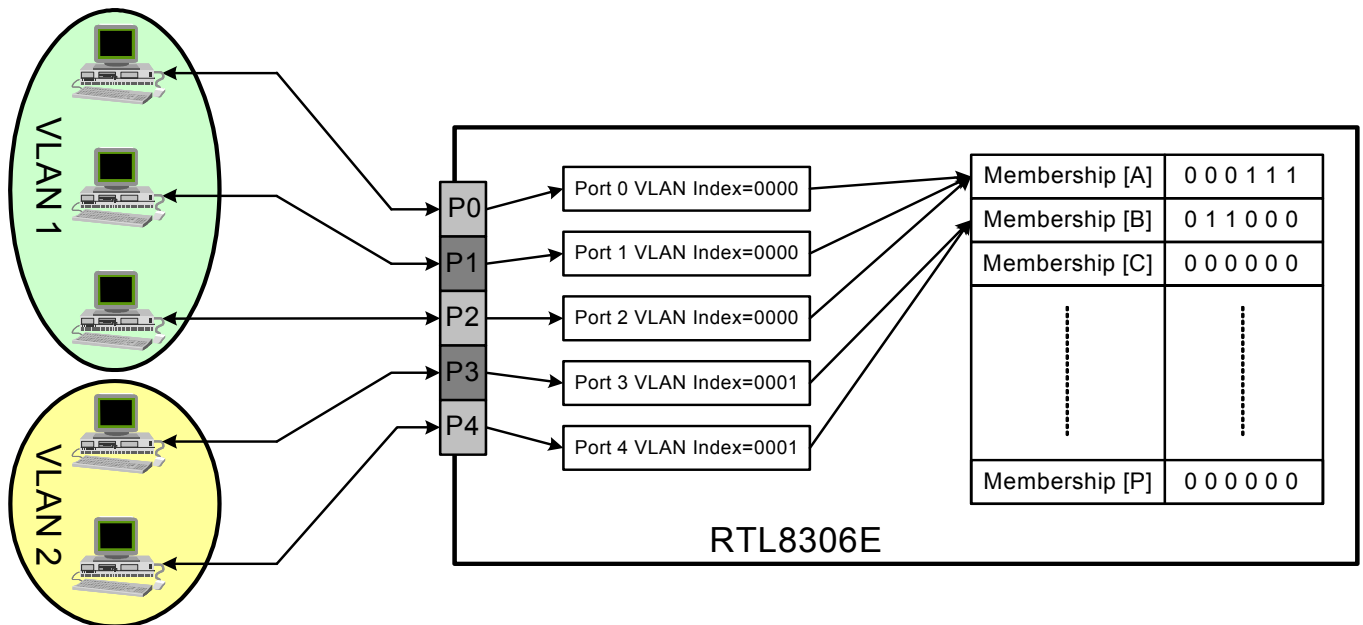 VLAN 1
VLAN 2
P0
P1
P2
P3
P4
Port 0 VLAN Index=0000
Port 1 VLAN Index=0000
Port 2 VLAN Index=0000
Port 3 VLAN Index=0001
Port 4 VLAN Index=0001
Membership [A] 0 0 0 1 1 1
Membership [B] 0 1 1 0 0 0
Membership [C] 0 0 0 0 0 0
Membership [P] 0 0 0 0 0 0
RTL8306E